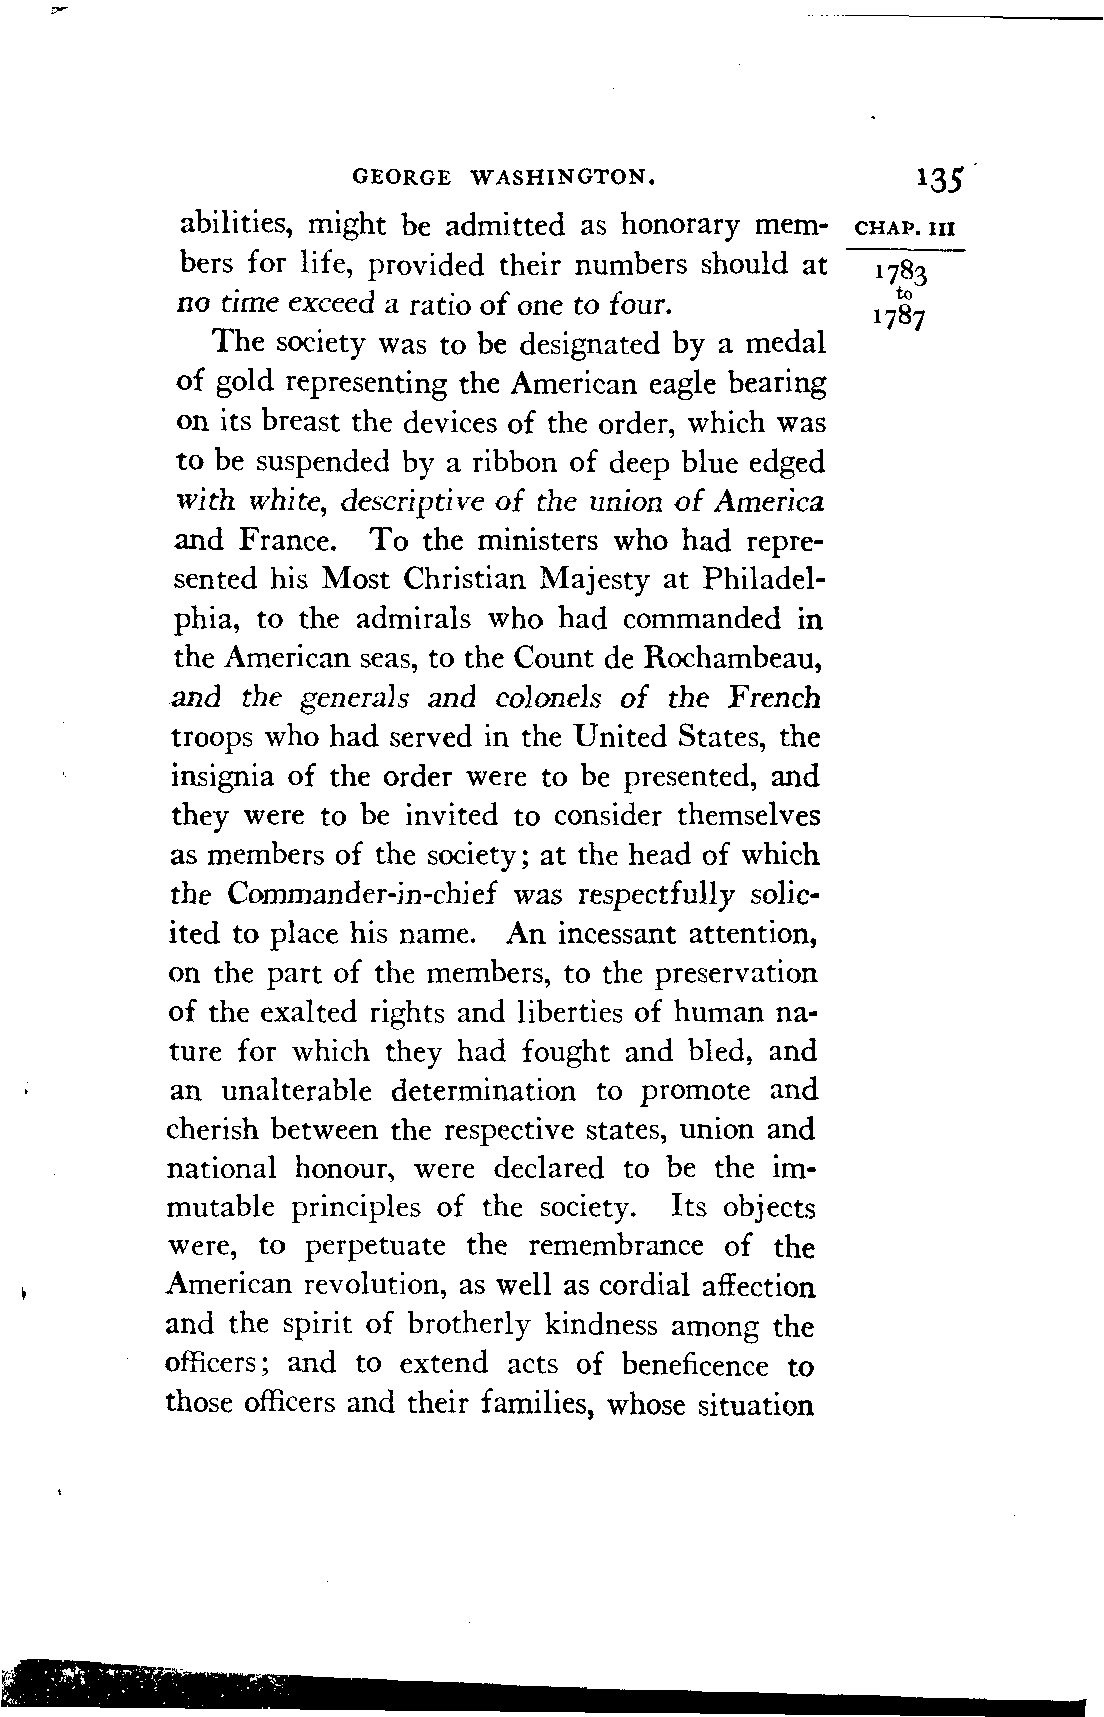 GEORGE WASHINGTON. 135
CHAP. III
1783
to
1787
abilities, might be admitted as honorary mem-
bers for life, provided their numbers should at
no time exceed a ratio of one to four.
The society was to be designated by a medal
of gold representing the American eagle bearing
on its breast the devices of the order, which was
to be suspended by a ribbon of deep blue edged
with white, descriptive of the union of America
and France. To the ministers who had repre-
sented his Most Christian Majesty at Philadel-
phia, to the admirals who had commanded in
the American seas, to the Count de Rochambeau,
and the generals and colonels of the French
troops who had served in the United States, the
insignia of the order were to be presented, and
they were to be invited to consider themselves
as members of the society; at the head of which
the Commander-in-chief was respectfully solic-
ited to place his name. An incessant attention,
on the part of the members, to the preservation
of the exalted rights and liberties of human na-
ture for which they had fought and bled, and
an unalterable determination to promote and
cherish between the respective states, union and
national honour, were declared to be the im-
mutable principles of the society. Its objects
were, to perpetuate the remembrance of the
American revolution, as well as cordial affection
and the spirit of brotherly kindness among the
officers; and to extend acts of beneficence to
those officers and their families, whose situation